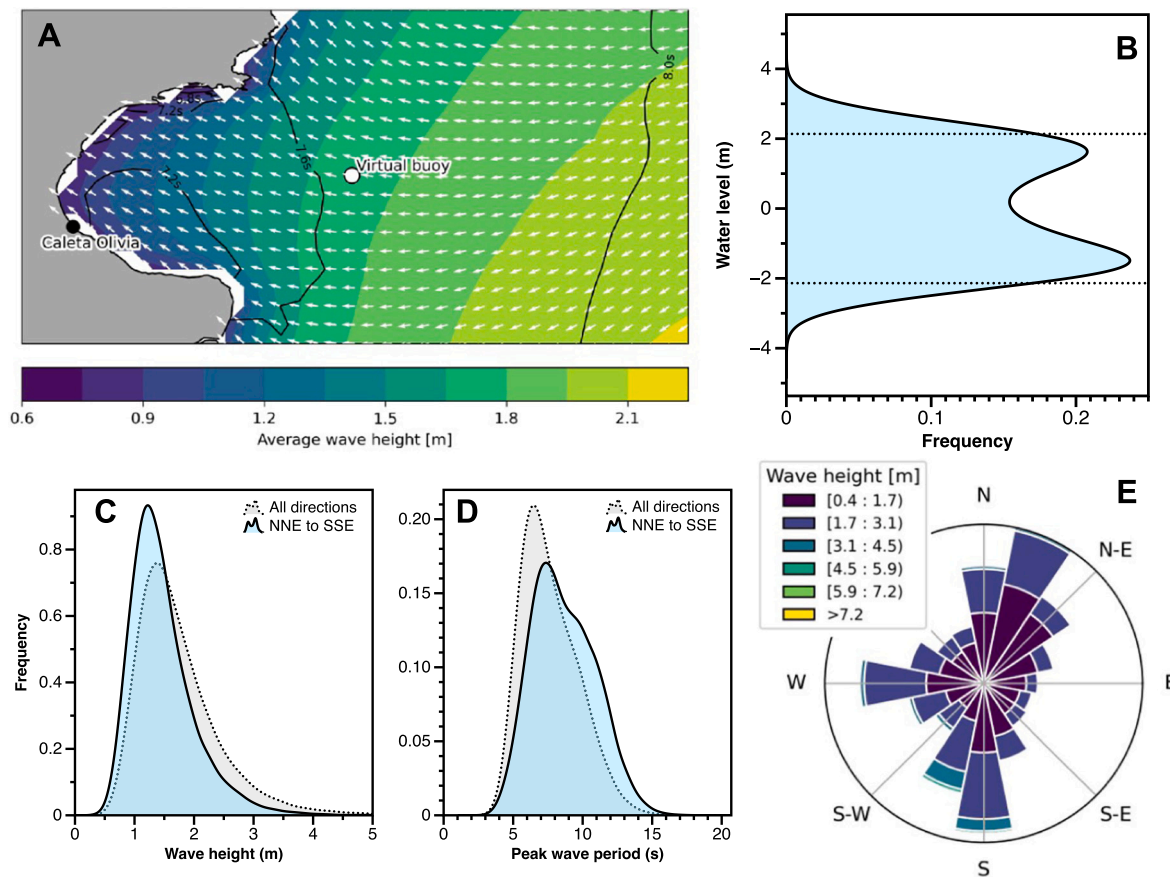 A
8.0s
6.8s
7.2s
7.6s
7.2s
Virtual buoy
Caleta Olivia
0.6 0.9 1.2 1.5 1.8 2.1
Average wave height [m]
B
Water level (m)
4
2
0
−2
−4
0 0.1 0.2
Frequency
C
All directions
NNE to SSE
Frequency
0.8
0.6
0.4
0.2
0
0 1 2 3 4 5
Wave height (m)
D
All directions
NNE to SSE
0.20
0.15
0.10
0.05
0
0 5 10 15 20
Peak wave period (s)
Wave height [m]
[0.4 : 1.7)
[1.7 : 3.1)
[3.1 : 4.5)
[4.5 : 5.9)
[5.9 : 7.2)
>7.2
E
N
N-E
W
E
S-W
S-E
S